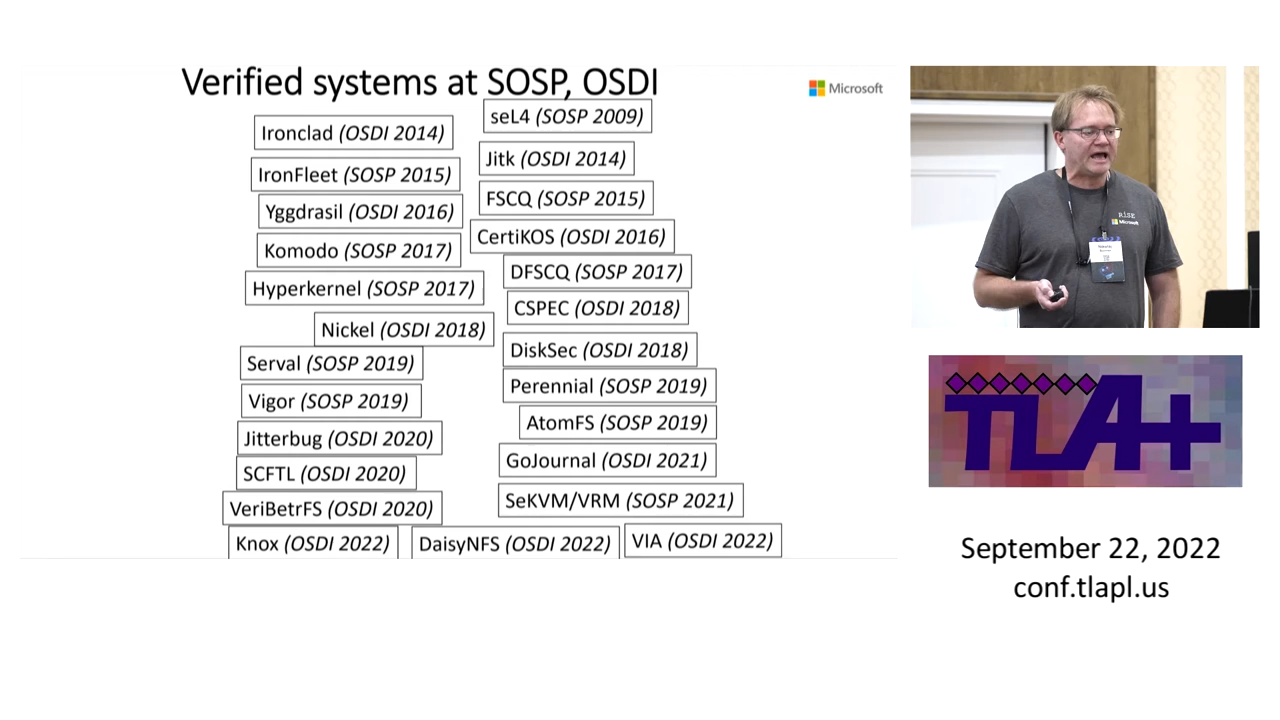 Verified systems at SOSP, OSDI
Microsoft
Ironclad (OSDI 2014)
IronFleet (SOSP 2015)
Yggdrasil (OSDI 2016)
Komodo (SOSP 2017)
Hyperkernel (SOSP 2017)
Nickel (OSDI 2018)
Serval (SOSP 2019)
Vigor (SOSP 2019)
Jitterbug (OSDI 2020)
SCFTL (OSDI 2020)
VeriBetrFS (OSDI 2020)
Knox (OSDI 2022)
seL4 (SOSP 2009)
Jitk (OSDI 2014)
FSCQ (SOSP 2015)
CertiKOS (OSDI 2016)
DFSCQ (SOSP 2017)
CSPEC (OSDI 2018)
DiskSec (OSDI 2018)
Perennial (SOSP 2019)
AtomFS (SOSP 2019)
GoJournal (OSDI 2021)
SeKVM/VRM (SOSP 2021)
DaisyNFS (OSDI 2022)
VIA (OSDI 2022)
RiSE
Microsoft
TLA+
September 22, 2022
conf.tlapl.us